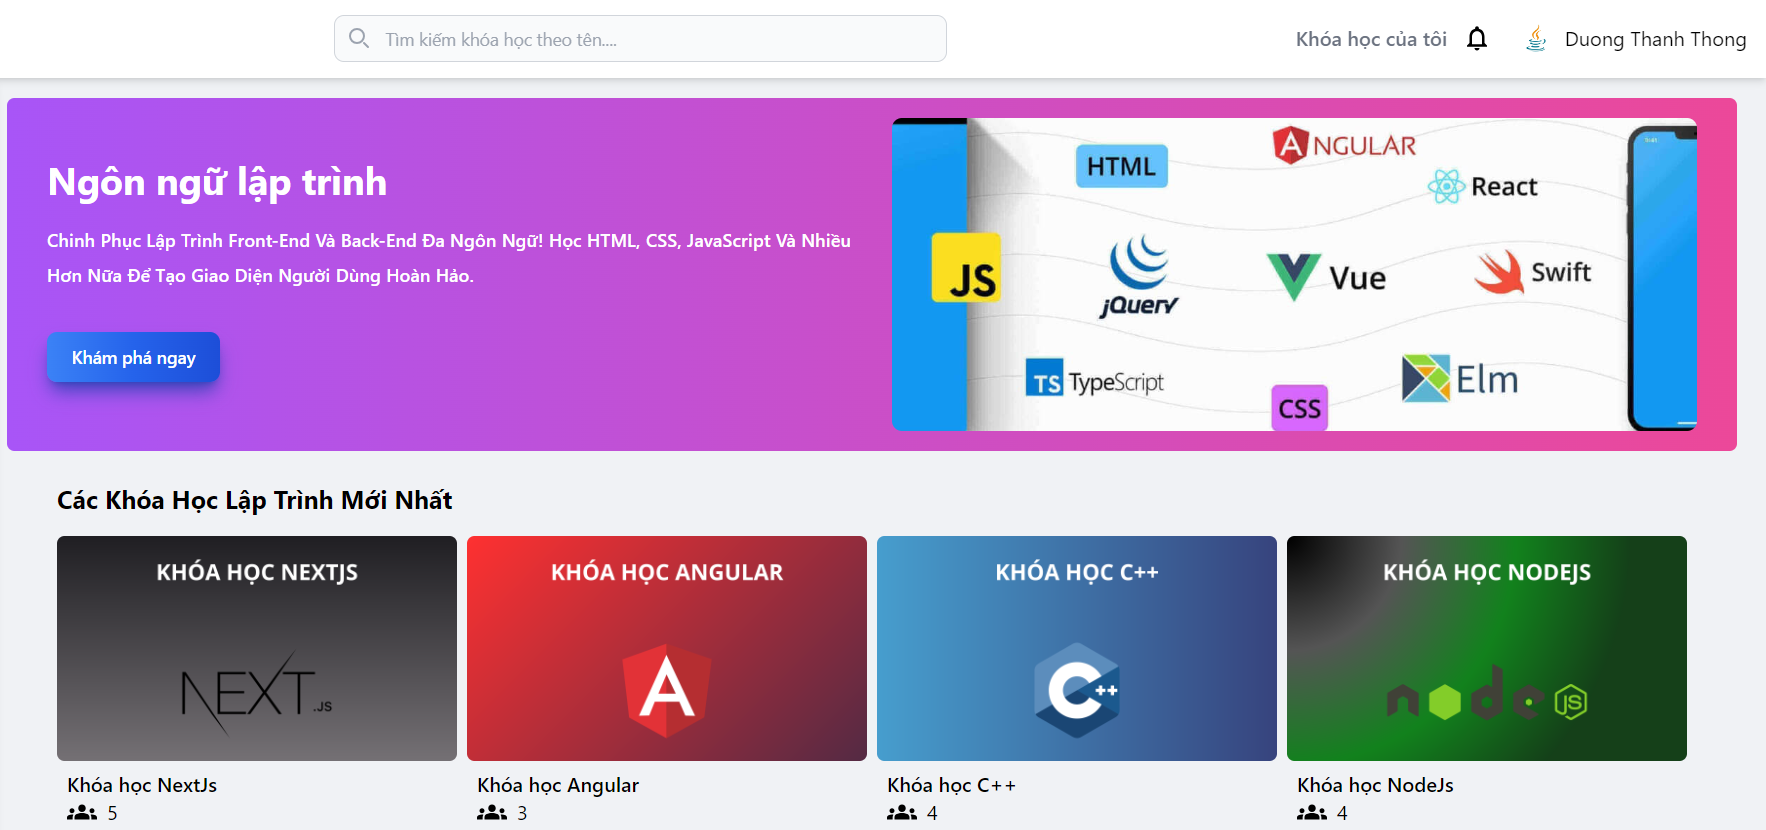 Tìm kiếm khóa học theo tên....
Khóa học của tôi
Duong Thanh Thong
Ngôn ngữ lập trình
Chinh Phục Lập Trình Front-End Và Back-End Đa Ngôn Ngữ! Học HTML, CSS, JavaScript Và Nhiều
Hơn Nữa Để Tạo Giao Diện Người Dùng Hoàn Hảo.
Khám phá ngay
HTML
ANGULAR
React
JS
jQuery
Vue
Swift
TS TypeScript
CSS
Elm
Các Khóa Học Lập Trình Mới Nhất
KHÓA HỌC NEXTJS
NEXT.JS
Khóa học NextJs
5
KHÓA HỌC ANGULAR
A
Khóa học Angular
3
KHÓA HỌC C++
C++
Khóa học C++
4
KHÓA HỌC NODEJS
node JS
Khóa học NodeJs
4